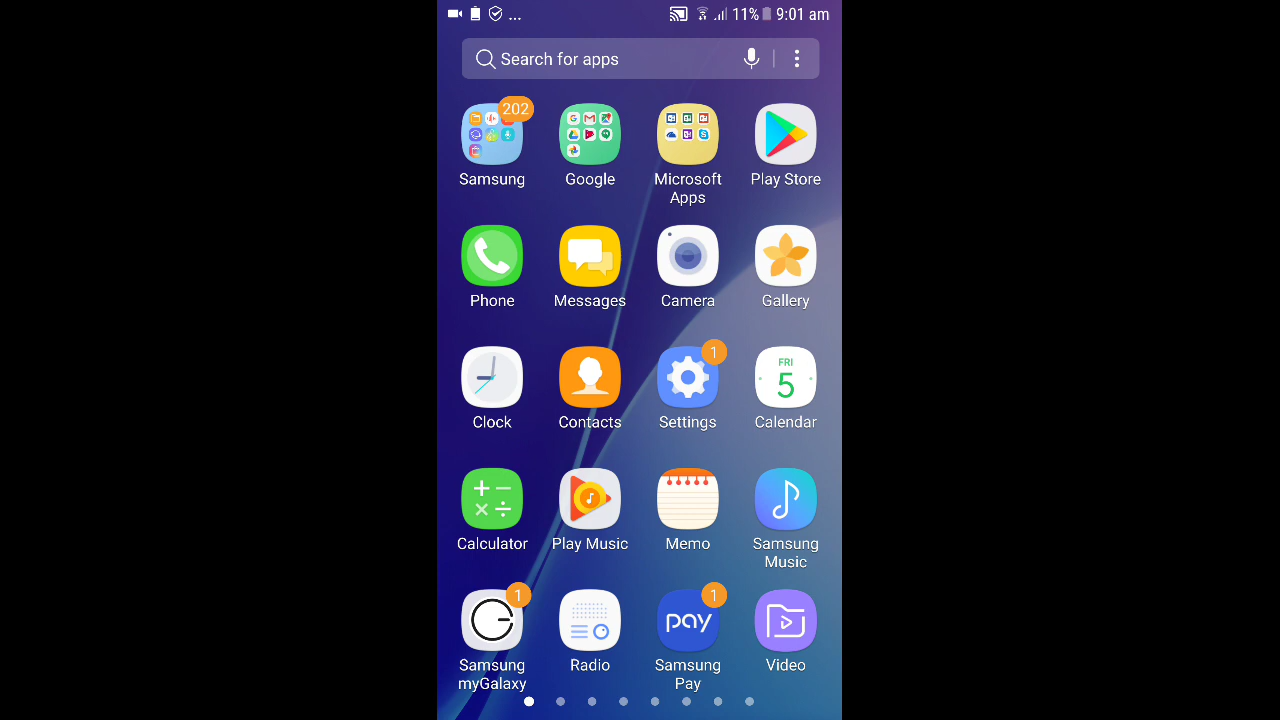 ... 11% 9:01 am
Search for apps
202
Samsung Google Microsoft Apps Play Store
Phone Messages Camera Gallery
1 FRI 5
Clock Contacts Settings Calendar
Calculator Play Music Memo Samsung Music
1 1 pay
Samsung myGalaxy Radio Samsung Pay Video